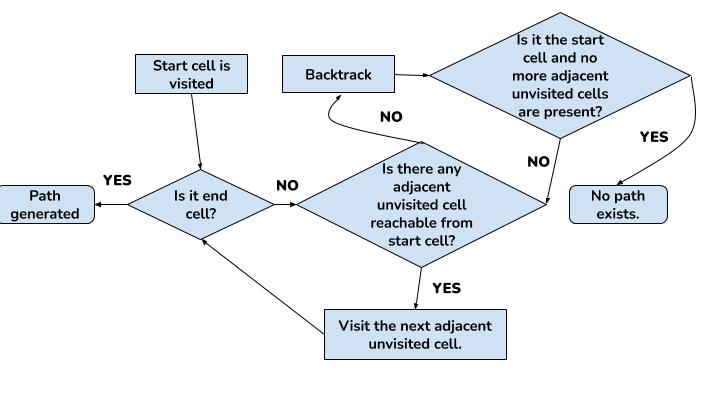 Start cell is
visited
Backtrack
Is it the start
cell and no
more adjacent
unvisited cells
are present?
NO
YES
NO
YES
Path
generated
Is it end
cell?
NO
Is there any
adjacent
unvisited cell
reachable from
start cell?
No path
exists.
YES
Visit the next adjacent
unvisited cell.